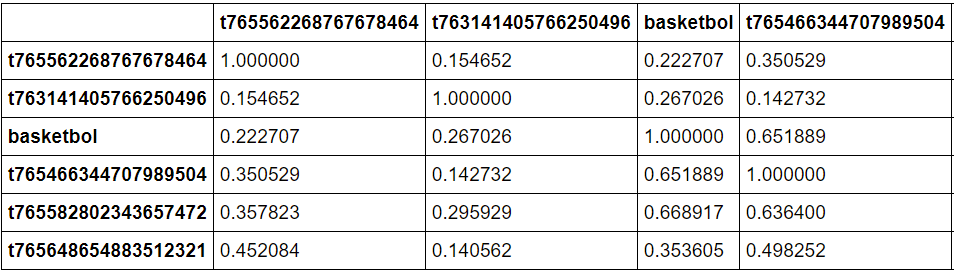 t765562268767678464 t763141405766250496 basketbol t765466344707989504
t765562268767678464 1.000000 0.154652 0.222707 0.350529
t763141405766250496 0.154652 1.000000 0.267026 0.142732
basketbol 0.222707 0.267026 1.000000 0.651889
t765466344707989504 0.350529 0.142732 0.651889 1.000000
t765582802343657472 0.357823 0.295929 0.668917 0.636400
t765648654883512321 0.452084 0.140562 0.353605 0.498252